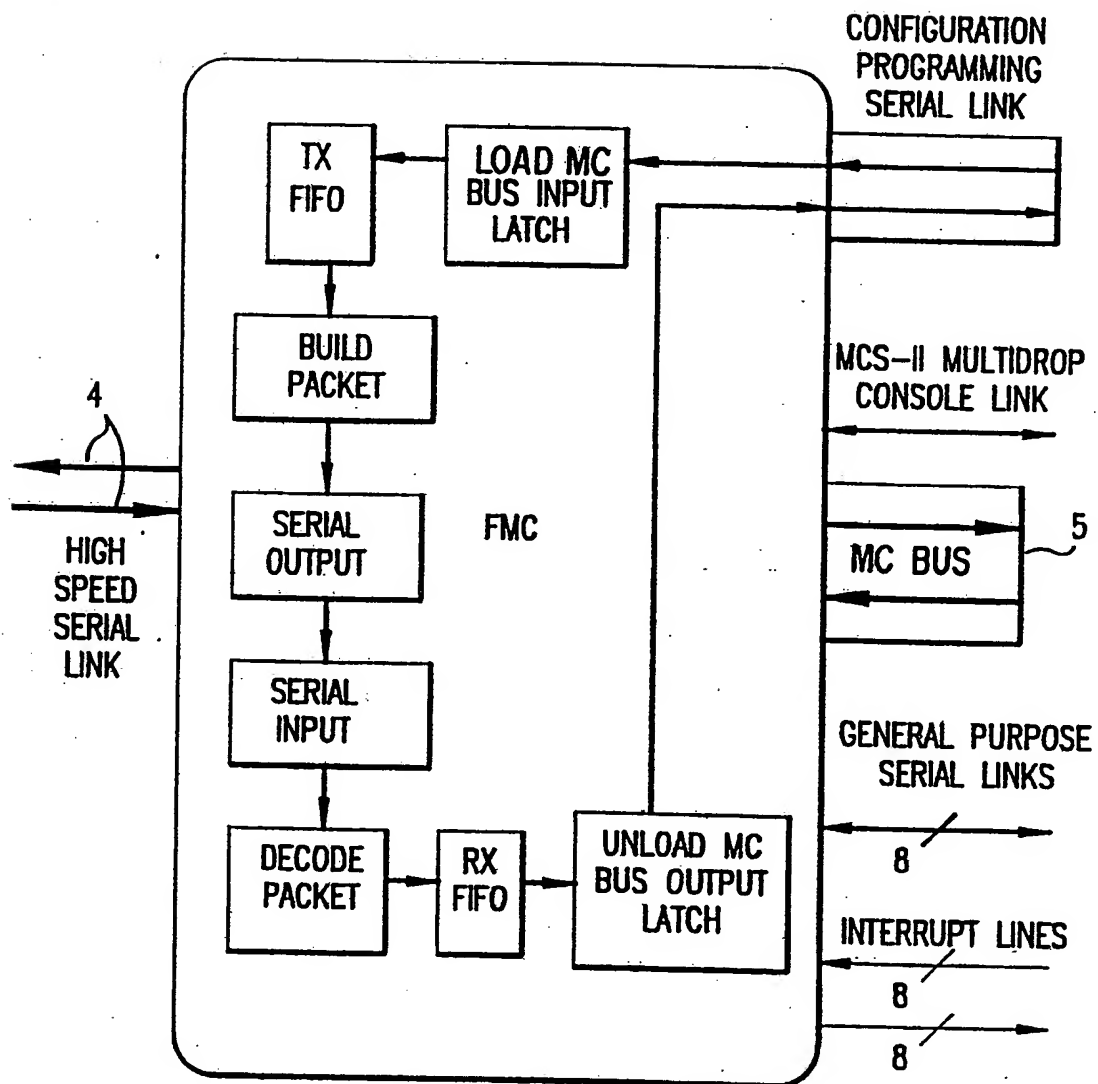 CONFIGURATION
PROGRAMMING
SERIAL LINK
TX
FIFO
LOAD MC
BUS INPUT
LATCH
BUILD
PACKET
MCS-II MULTIDROP
CONSOLE LINK
4
SERIAL
OUTPUT
FMC
MC BUS
5
HIGH
SPEED
SERIAL
LINK
SERIAL
INPUT
GENERAL PURPOSE
SERIAL LINKS
8
DECODE
PACKET
RX
FIFO
UNLOAD MC
BUS OUTPUT
LATCH
INTERRUPT LINES
8
8